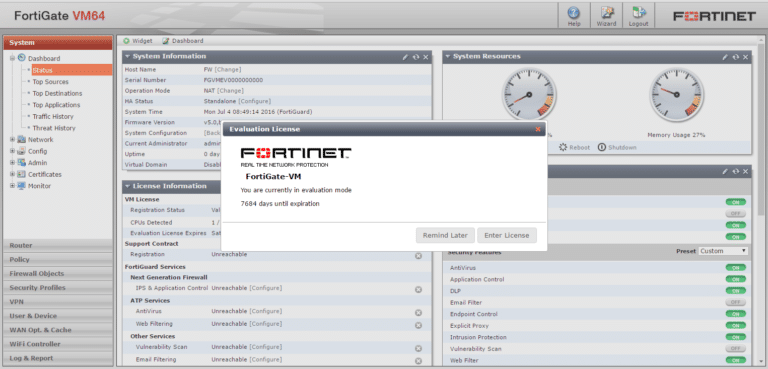 FortiGate VM64
Help
Wizard
Logout
FORTINET
System
Dashboard
Status
Top Sources
Top Destinations
Top Applications
Traffic History
Threat History
Network
Config
Admin
Certificates
Monitor
Router
Policy
Firewall Objects
Security Profiles
VPN
User & Device
WAN Opt. & Cache
WiFi Controller
Log & Report
Widget
Dashboard
System Information
Host Name FW [Change]
Serial Number FGVMEV0000000000
Operation Mode NAT [Change]
HA Status Standalone [Configure]
System Time Mon Jul 4 08:49:14 2016 (FortiGuard)
Firmware Version v5.0,
System Configuration [Back
Current Administrator admin
Uptime 0 day
Virtual Domain Disabl
License Information
VM License
Registration Status Val
CPUs Detected 1 /
Evaluation License Expires Sat
Support Contract
Registration Unreachable
FortiGuard Services
Next Generation Firewall
IPS & Application Control Unreachable [Configure]
ATP Services
AntiVirus Unreachable [Configure]
Web Filtering Unreachable [Configure]
Other Services
Vulnerability Scan Unreachable [Configure]
Email Filtering Unreachable [Configure]
System Resources
%
Memory Usage 27%
Reboot
Shutdown
ON
OFF
ON
ON
Security Features
Preset Custom
AntiVirus ON
Application Control ON
DLP ON
Email Filter OFF
Endpoint Control ON
Explicit Proxy ON
Intrusion Protection ON
Vulnerability Scan OFF
Web Filter ON
Evaluation License
FORTINET
REAL TIME NETWORK PROTECTION
FortiGate-VM
You are currently in evaluation mode
7684 days until expiration
Remind Later
Enter License